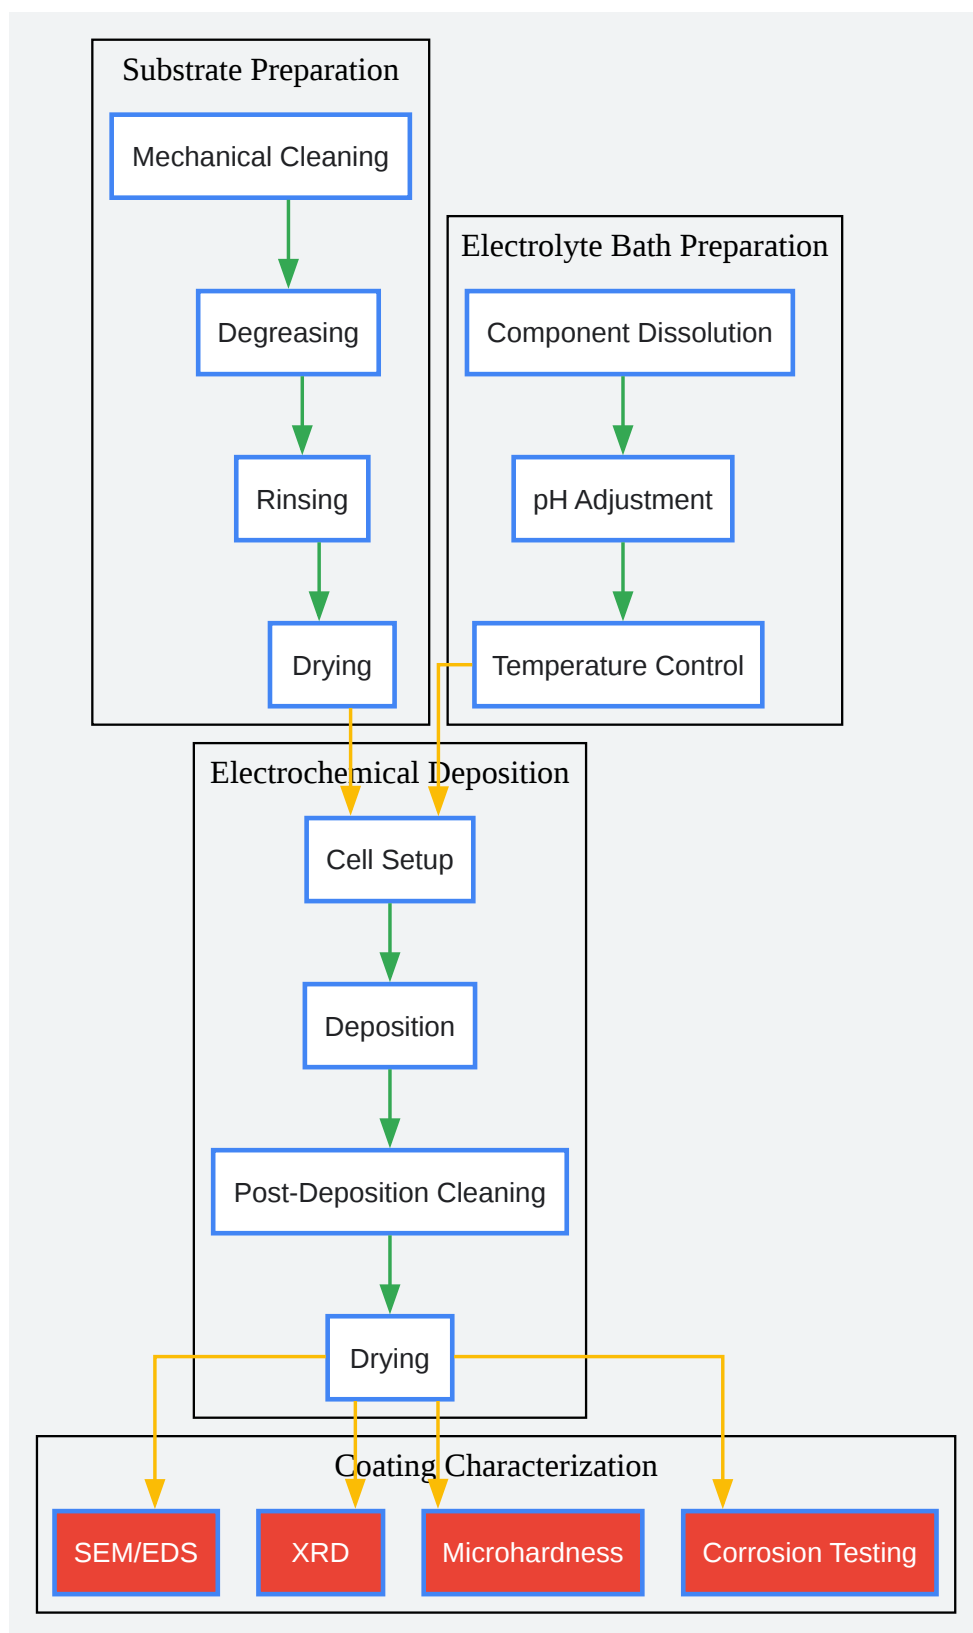 Substrate Preparation
Mechanical Cleaning
Degreasing
Rinsing
Drying
Electrolyte Bath Preparation
Component Dissolution
pH Adjustment
Temperature Control
Electrochemical Deposition
Cell Setup
Deposition
Post-Deposition Cleaning
Drying
Coating Characterization
SEM/EDS
XRD
Microhardness
Corrosion Testing